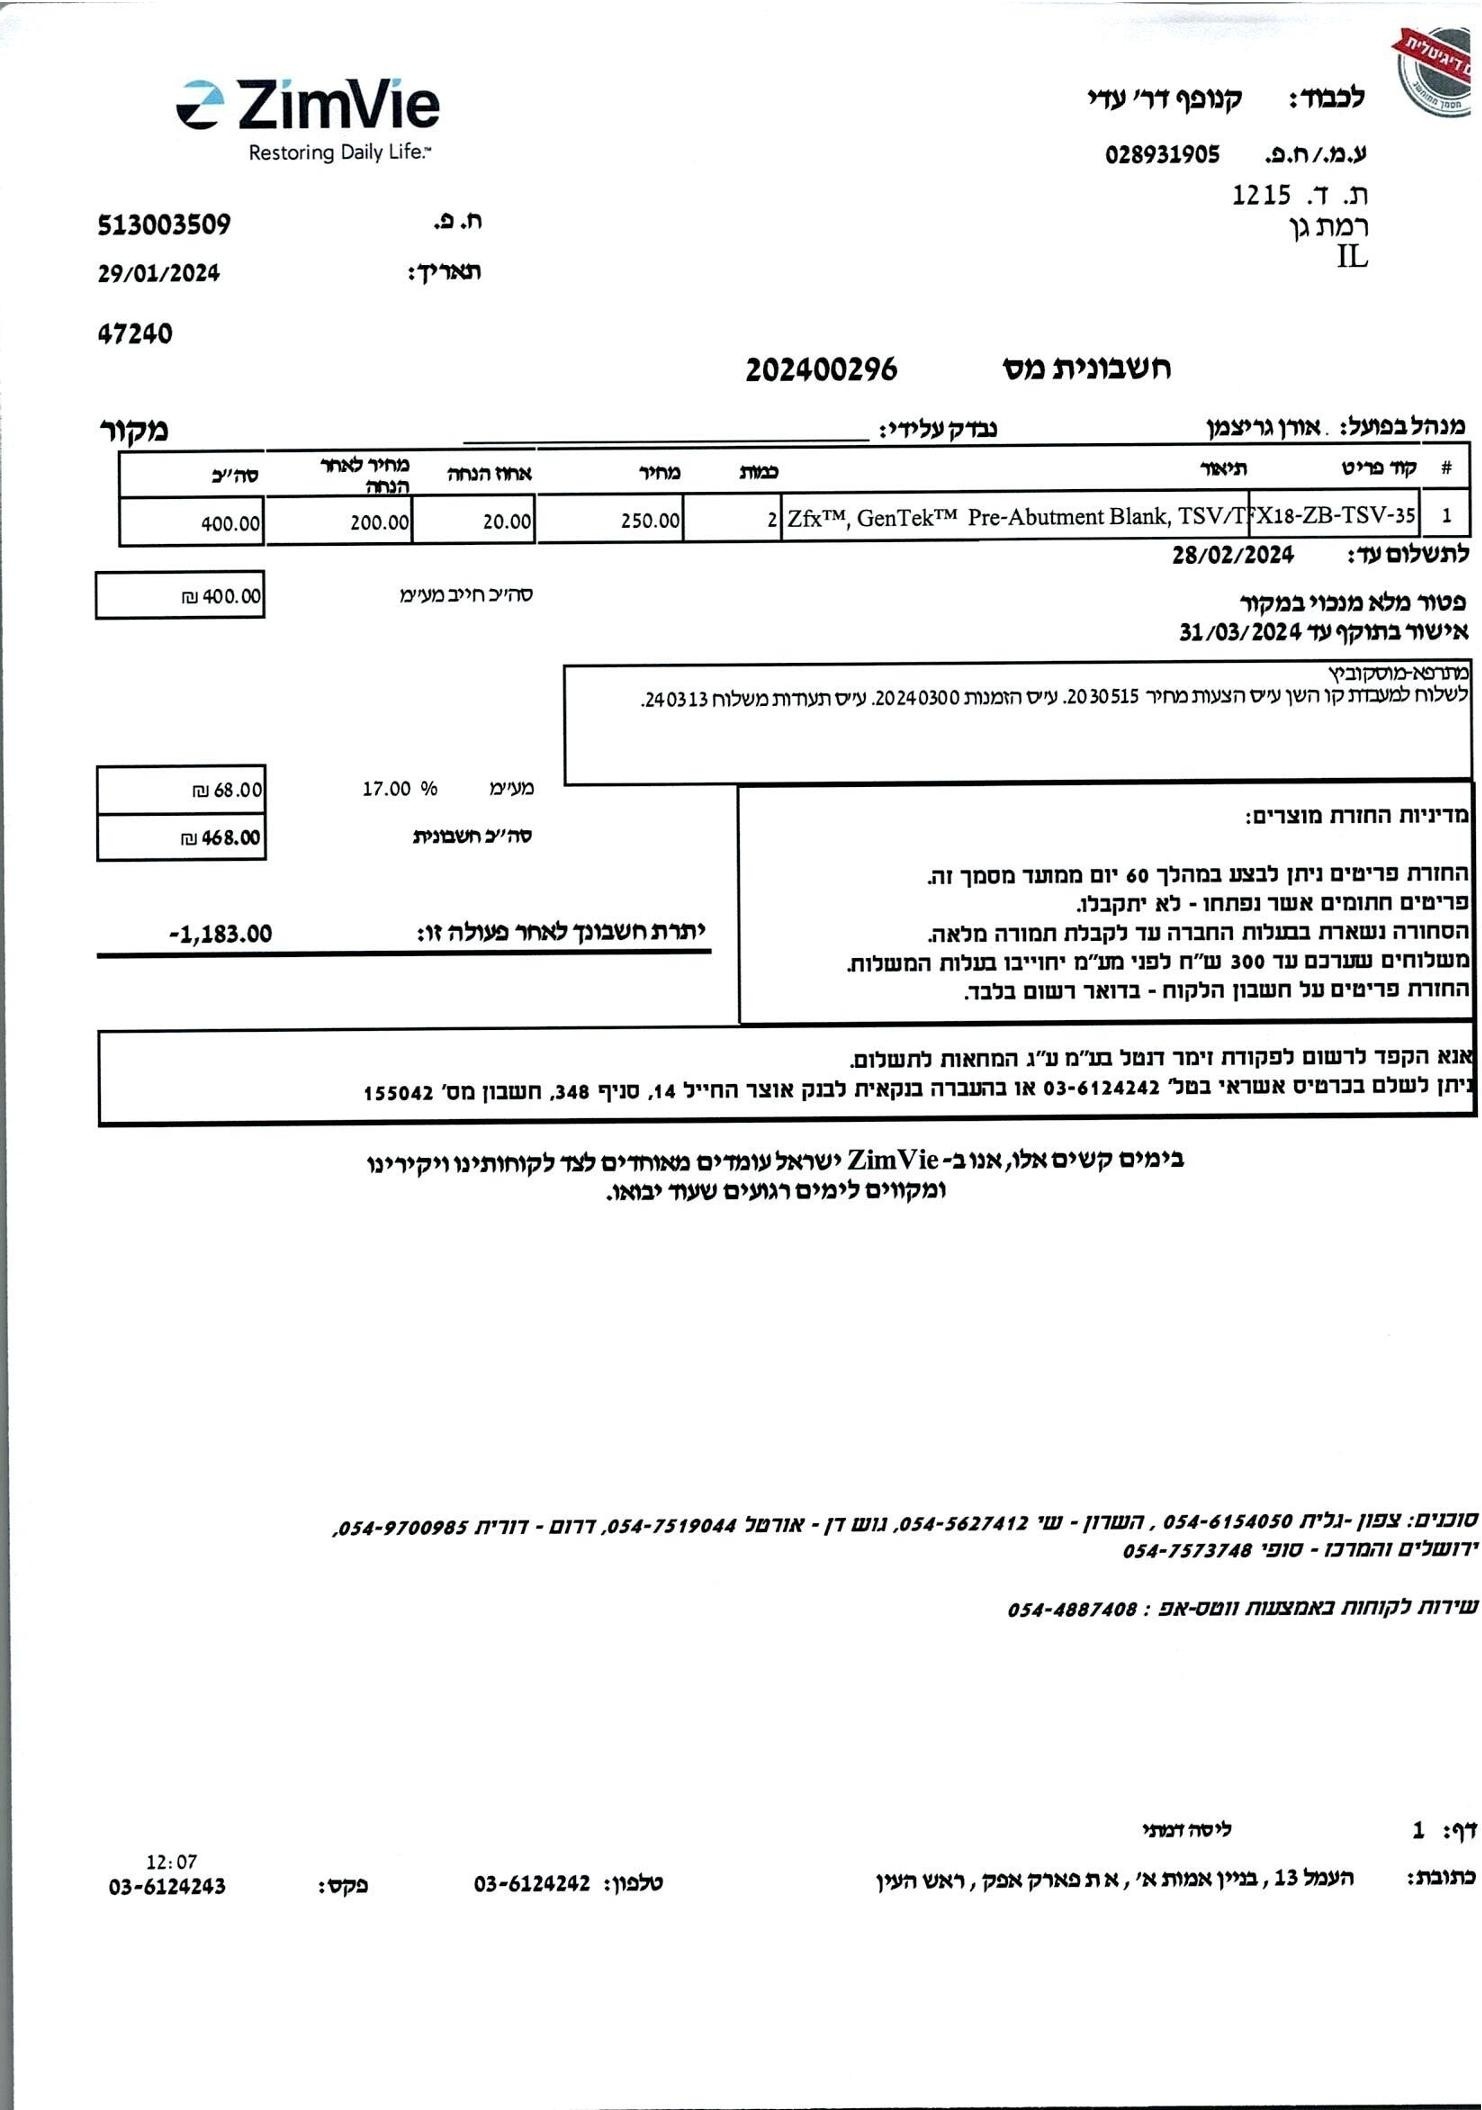 ZimVie
Restoring Daily Life.™
דיגיטלית
לכבוד: קנופף דר' עדי
ע.מ./ח.פ. 028931905
ת. ד. 1215
רמת גן
IL
ח. פ. 513003509
תאריך: 29/01/2024
47240
חשבונית מס 202400296
מנהל בפועל: . אורן גריצמן נבדק עלידי: מקור
# קוד פריט תיאור כמות מחיר אחוז הנחה מחיר לאחר הנחה סה"כ
1 FX18-ZB-TSV-35 Zfx™, GenTek™ Pre-Abutment Blank, TSV/T 2 250.00 20.00 200.00 400.00
לתשלום עד: 28/02/2024
סה"כ חייב מע"מ 400.00 ₪
פטור מלא מנכוי במקור
אישור בתוקף עד 31/03/2024
מתרפא-מוסקוביץ
לשלוח למעבדת קו השן ע"ס הצעות מחיר 2030515. ע"ס הזמנות 20240300. ע"ס תעודות משלוח 240313.
מע"מ 17.00 % 68.00 ₪
סה"כ חשבונית 468.00 ₪
יתרת חשבונך לאחר פעולה זו: -1,183.00
מדיניות החזרת מוצרים:
החזרת פריטים ניתן לבצע במהלך 60 יום ממועד מסמך זה.
פריטים חתומים אשר נפתחו - לא יתקבלו.
הסחורה נשארת בבעלות החברה עד לקבלת תמורה מלאה.
משלוחים שערכם עד 300 ש"ח לפני מע"מ יחוייבו בעלות המשלוח.
החזרת פריטים על חשבון הלקוח - בדואר רשום בלבד.
אנא הקפד לרשום לפקודת זימר דנטל בע"מ ע"ג המחאות לתשלום.
ניתן לשלם בכרטיס אשראי בטל' 03-6124242 או בהעברה בנקאית לבנק אוצר החייל 14, סניף 348, חשבון מס' 155042
בימים קשים אלו, אנו ב- ZimVie ישראל עומדים מאוחדים לצד לקוחותינו ויקירינו
ומקווים לימים רגועים שעוד יבואו.
סוכנים: צפון -גלית 054-6154050 , השרון - שי 054-5627412, גוש דן - אורטל 054-7519044, דרום - דורית 054-9700985,
ירושלים והמרכז - סופי 054-7573748
שירות לקוחות באמצעות ווטס-אפ : 054-4887408
דף: 1 ליסה דמתי 12:07
כתובת: העמל 13 , בניין אמות א' , א ת פארק אפק , ראש העין טלפון: 03-6124242 פקס: 03-6124243